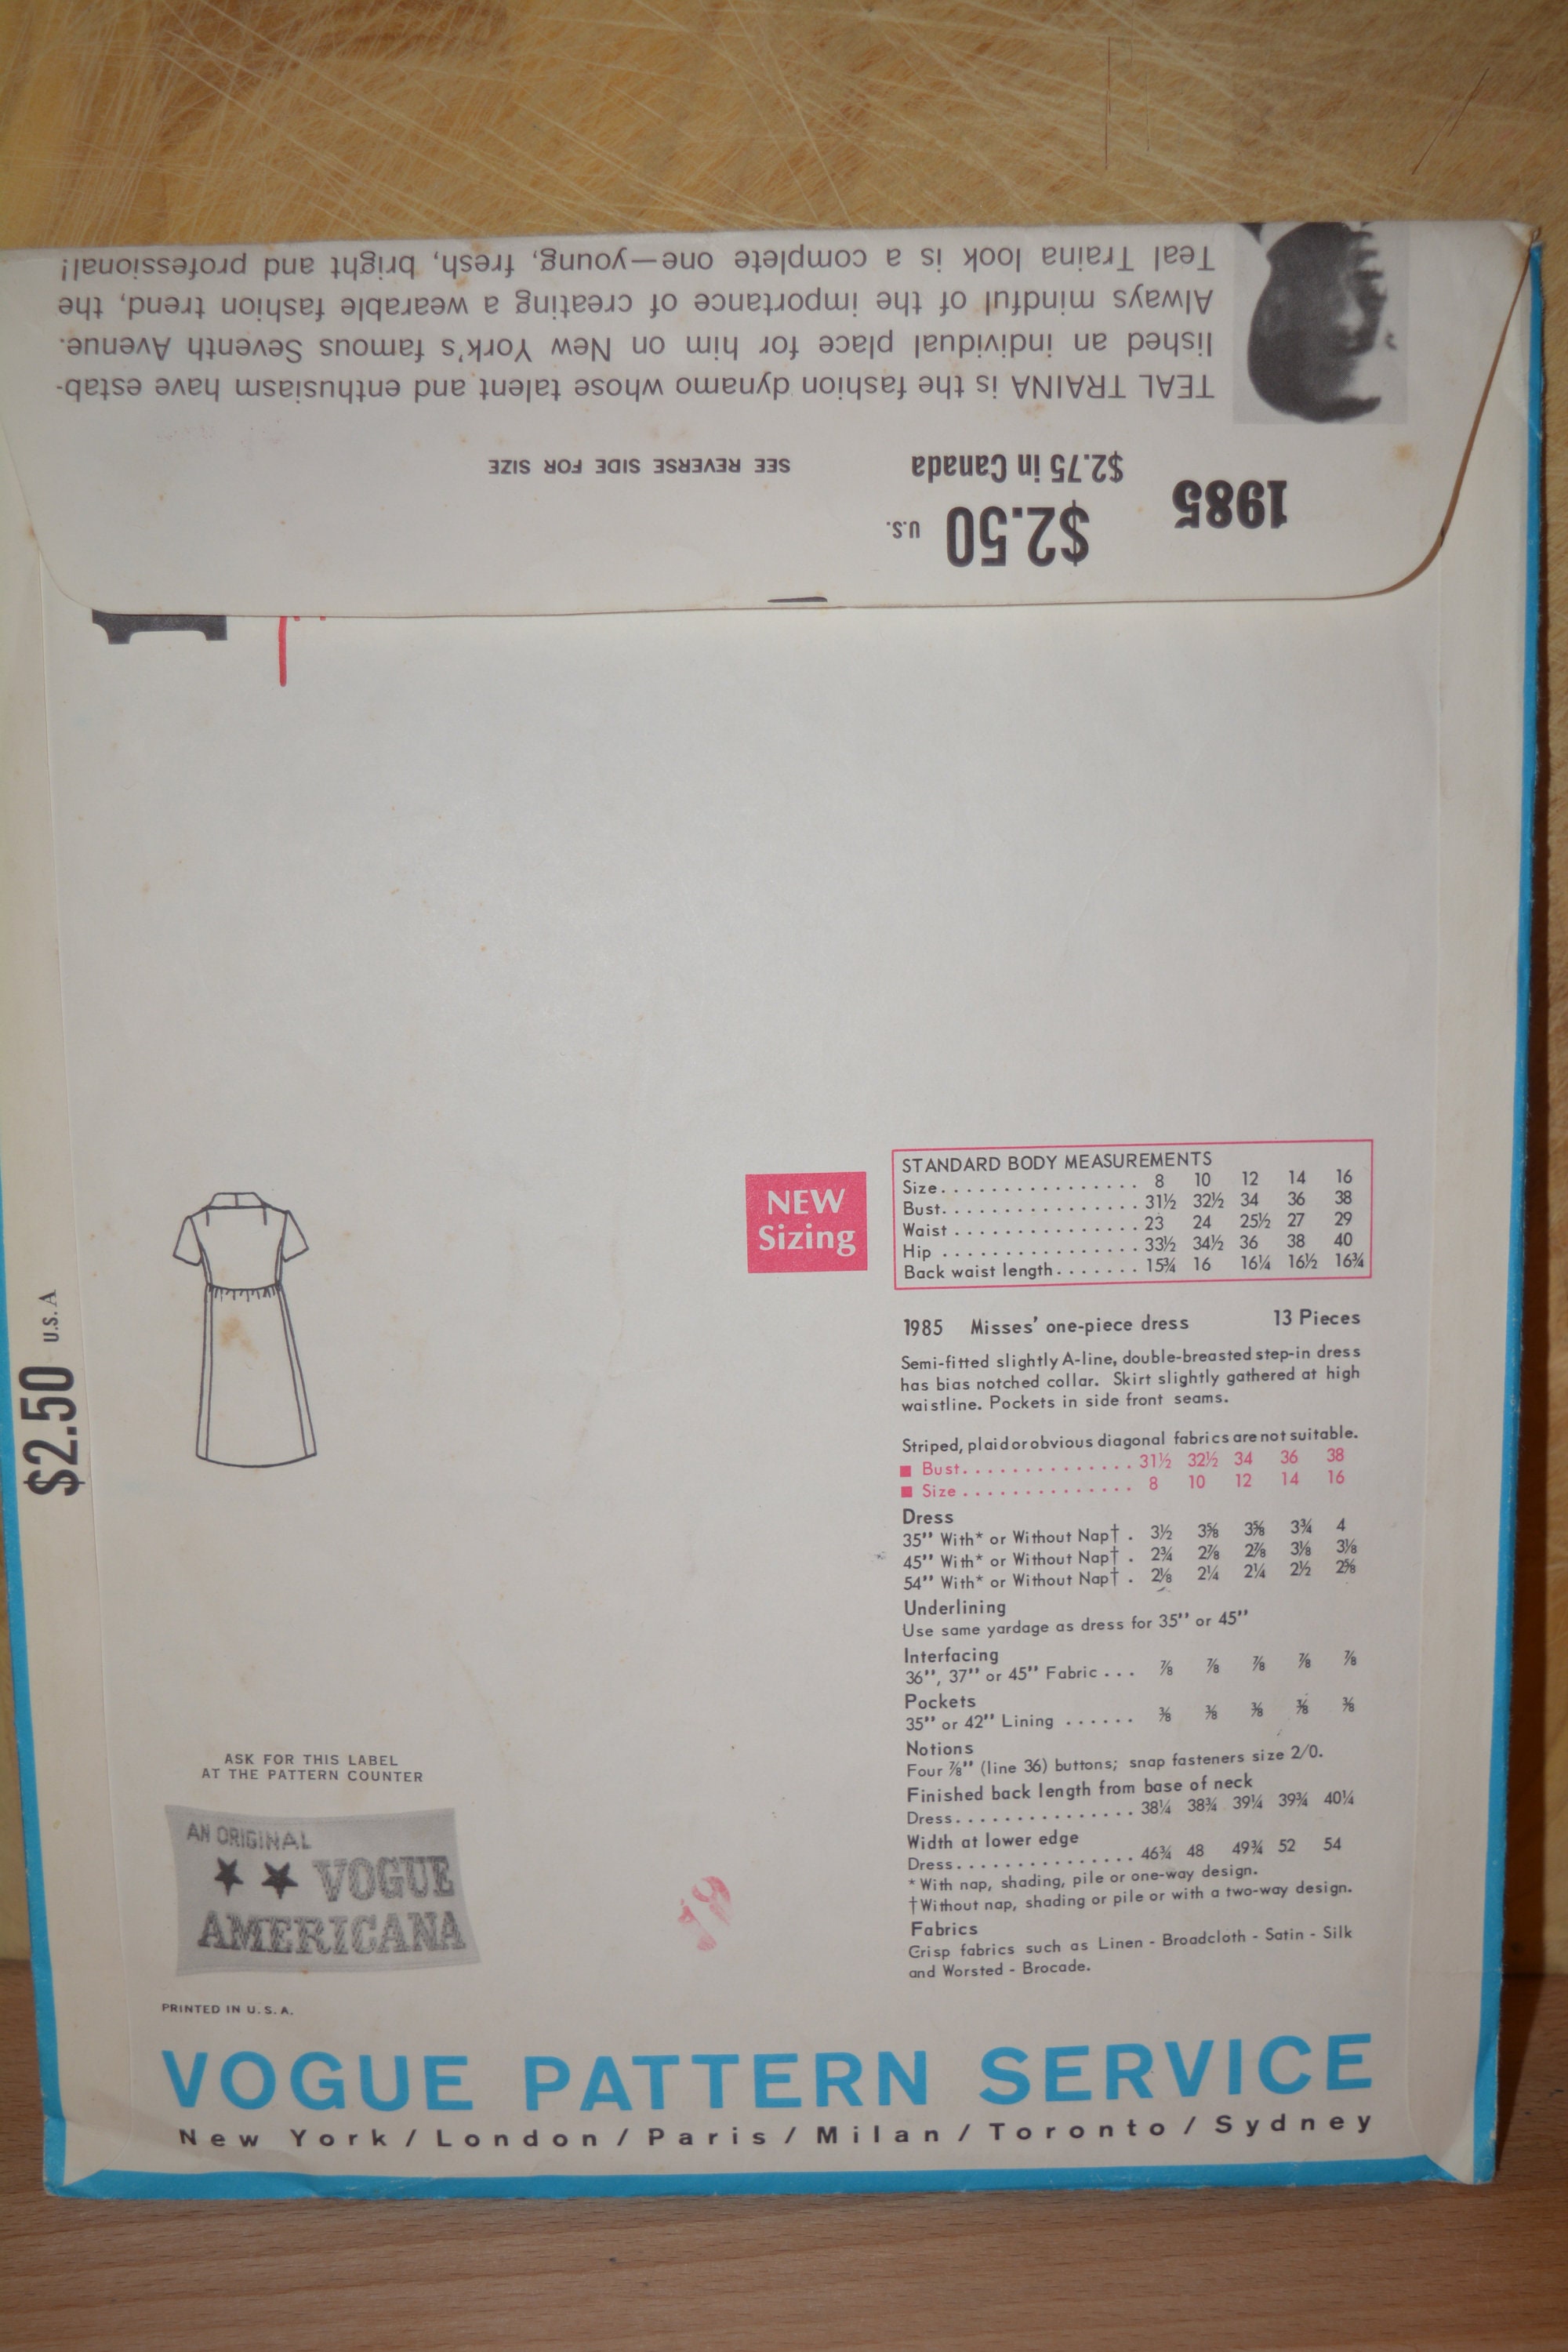 TEAL TRAINA is the fashion dynamo whose talent and enthusiasm have estab-
lished an individual place for him on New York's famous Seventh Avenue.
Always mindful of the importance of creating a wearable fashion trend, the
Teal Traina look is a complete one—young, fresh, bright and professional!
SEE REVERSE SIDE FOR SIZE
$2.75 in Canada
1985
$2.50 U.S.
$2.50 U.S.A
NEW
Sizing
STANDARD BODY MEASUREMENTS
Size................ 8 10 12 14 16
Bust................ 31½ 32½ 34 36 38
Waist ............... 23 24 25½ 27 29
Hip ................ 33½ 34½ 36 38 40
Back waist length....... 15¾ 16 16¼ 16½ 16¾
1985 Misses' one-piece dress 13 Pieces
Semi-fitted slightly A-line, double-breasted step-in dress
has bias notched collar. Skirt slightly gathered at high
waistline. Pockets in side front seams.
Striped, plaid or obvious diagonal fabrics are not suitable.
■ Bust.............. 31½ 32½ 34 36 38
■ Size .............. 8 10 12 14 16
Dress
35'' With* or Without Nap† . 3½ 3⅝ 3⅝ 3¾ 4
45'' With* or Without Nap† . 2¾ 2⅞ 2⅞ 3⅛ 3⅛
54'' With* or Without Nap† . 2⅛ 2¼ 2¼ 2½ 2⅝
Underlining
Use same yardage as dress for 35'' or 45''
Interfacing
36'', 37'' or 45'' Fabric ... ⅞ ⅞ ⅞ ⅞ ⅞
Pockets
35'' or 42'' Lining ...... ⅜ ⅜ ⅜ ⅜ ⅜
Notions
Four ⅞'' (line 36) buttons; snap fasteners size 2/0.
Finished back length from base of neck
Dress.............. 38¼ 38¾ 39¼ 39¾ 40¼
Width at lower edge
Dress.............. 46¾ 48 49¾ 52 54
*With nap, shading, pile or one-way design.
†Without nap, shading or pile or with a two-way design.
Fabrics
Crisp fabrics such as Linen - Broadcloth - Satin - Silk
and Worsted - Brocade.
ASK FOR THIS LABEL
AT THE PATTERN COUNTER
AN ORIGINAL
★ ★ VOGUE
AMERICANA
PRINTED IN U.S.A.
VOGUE PATTERN SERVICE
New York/London/Paris/Milan/Toronto/Sydney